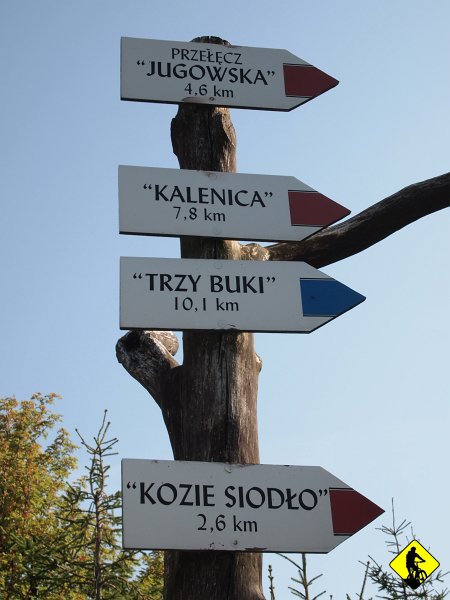 PRZEŁĘCZ
"JUGOWSKA"
4,6 km
"KALENICA"
7,8 km
"TRZY BUKI"
10,1 km
"KOZIE SIODŁO"
2,6 km